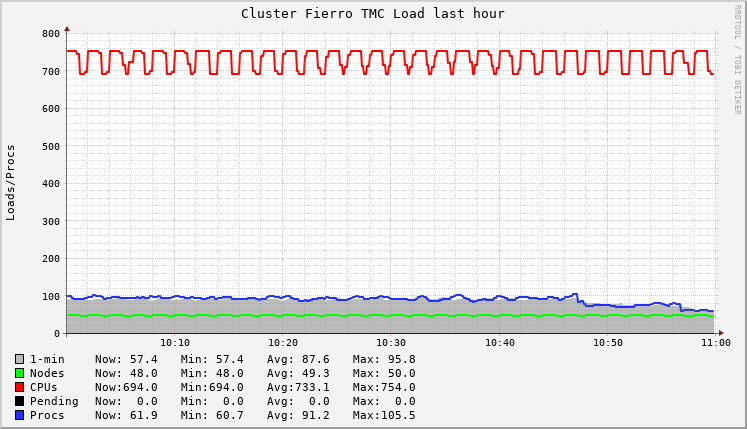 Cluster Fierro TMC Load last hour
RRDTOOL / TOBI OETIKER
Loads/Procs
800
700
600
500
400
300
200
100
0
10:10 10:20 10:30 10:40 10:50 11:00
1-min Now: 57.4 Min: 57.4 Avg: 87.6 Max: 95.8
Nodes Now: 48.0 Min: 48.0 Avg: 49.3 Max: 50.0
CPUs Now:694.0 Min:694.0 Avg:733.1 Max:754.0
Pending Now: 0.0 Min: 0.0 Avg: 0.0 Max: 0.0
Procs Now: 61.9 Min: 60.7 Avg: 91.2 Max:105.5